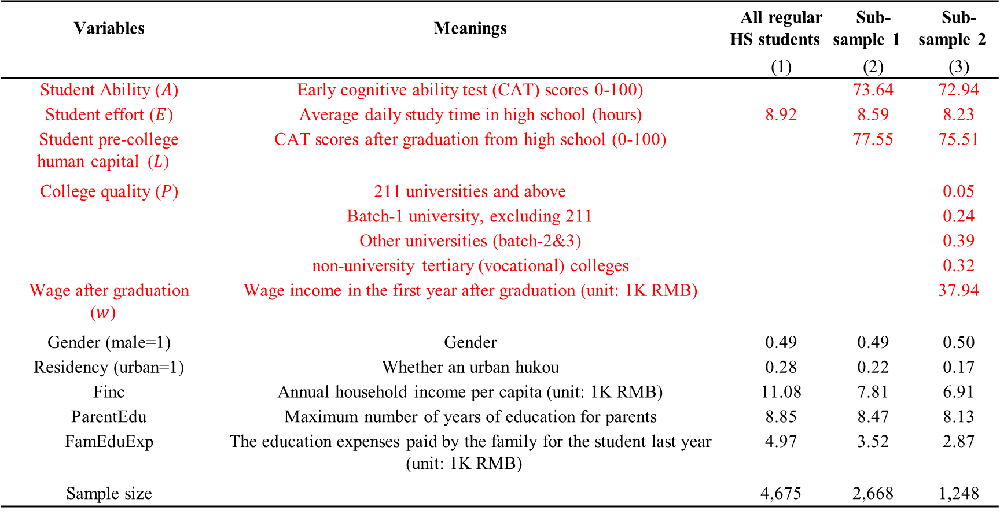 Variables Meanings All regular HS students Sub-sample 1 Sub-sample 2
(1) (2) (3)
Student Ability (A) Early cognitive ability test (CAT) scores 0-100) 73.64 72.94
Student effort (E) Average daily study time in high school (hours) 8.92 8.59 8.23
Student pre-college CAT scores after graduation from high school (0-100) 77.55 75.51
human capital (L)
College quality (P) 211 universities and above 0.05
Batch-1 university, excluding 211 0.24
Other universities (batch-2&3) 0.39
non-university tertiary (vocational) colleges 0.32
Wage after graduation Wage income in the first year after graduation (unit: 1K RMB) 37.94
(w)
Gender (male=1) Gender 0.49 0.49 0.50
Residency (urban=1) Whether an urban hukou 0.28 0.22 0.17
Finc Annual household income per capita (unit: 1K RMB) 11.08 7.81 6.91
ParentEdu Maximum number of years of education for parents 8.85 8.47 8.13
FamEduExp The education expenses paid by the family for the student last year 4.97 3.52 2.87
(unit: 1K RMB)
Sample size 4,675 2,668 1,248